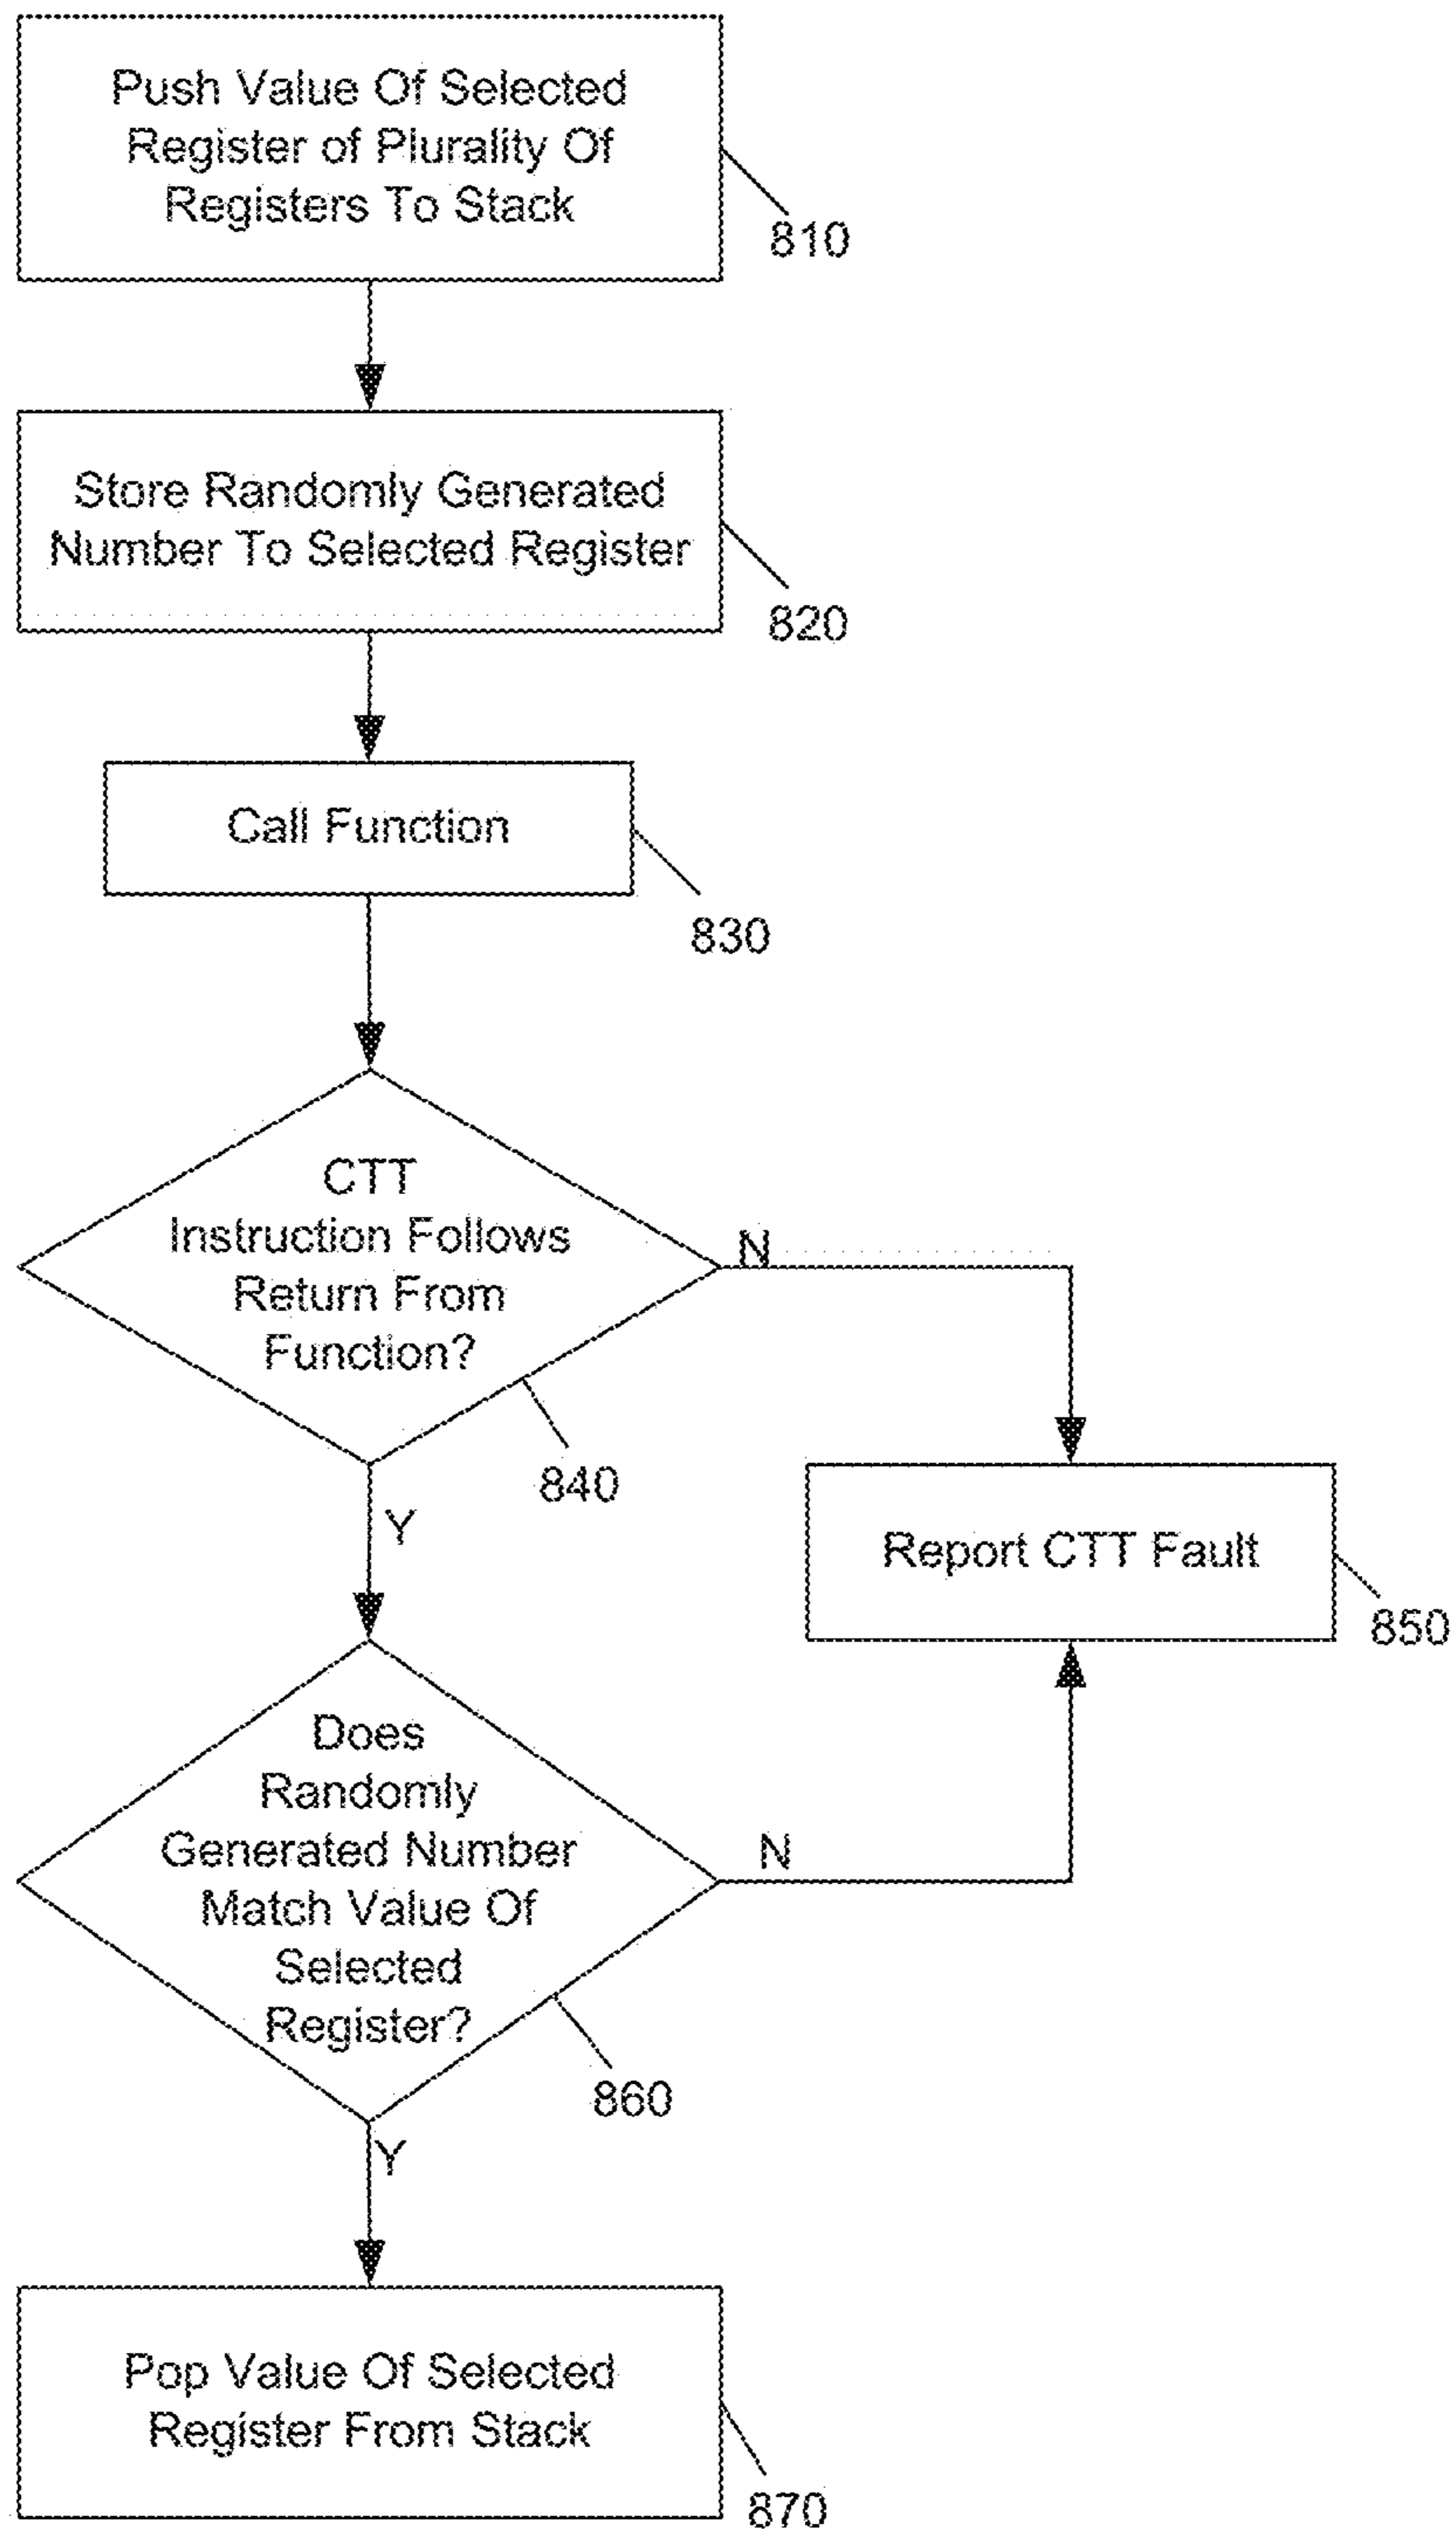 Push Value Of Selected
Register of Plurality Of
Registers To Stack
810
Store Randomly Generated
Number To Selected Register
820
Call Function
830
CTT
Instruction Follows
Return From
Function?
N
840
Y
Report CTT Fault
850
Does
Randomly
Generated Number
Match Value Of
Selected
Register?
N
860
Y
Pop Value Of Selected
Register From Stack
870